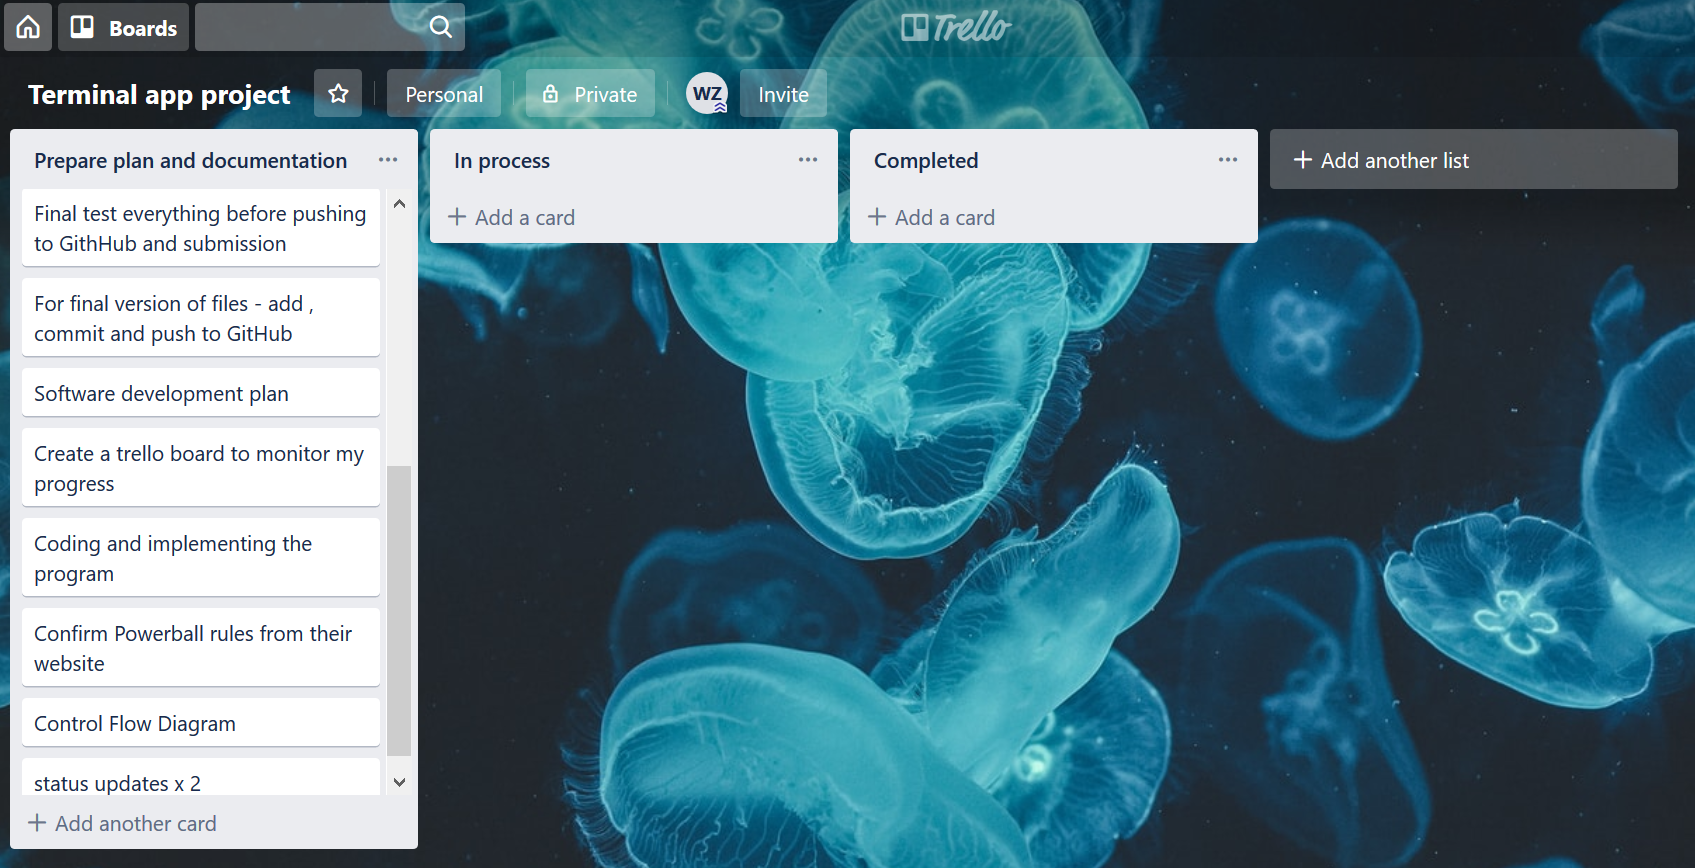 Boards
Trello
Terminal app project
Personal
Private
WZ
Invite
Prepare plan and documentation
Final test everything before pushing
to GithHub and submission
For final version of files - add ,
commit and push to GitHub
Software development plan
Create a trello board to monitor my
progress
Coding and implementing the
program
Confirm Powerball rules from their
website
Control Flow Diagram
status updates x 2
+ Add another card
In process
+ Add a card
Completed
+ Add a card
+ Add another list